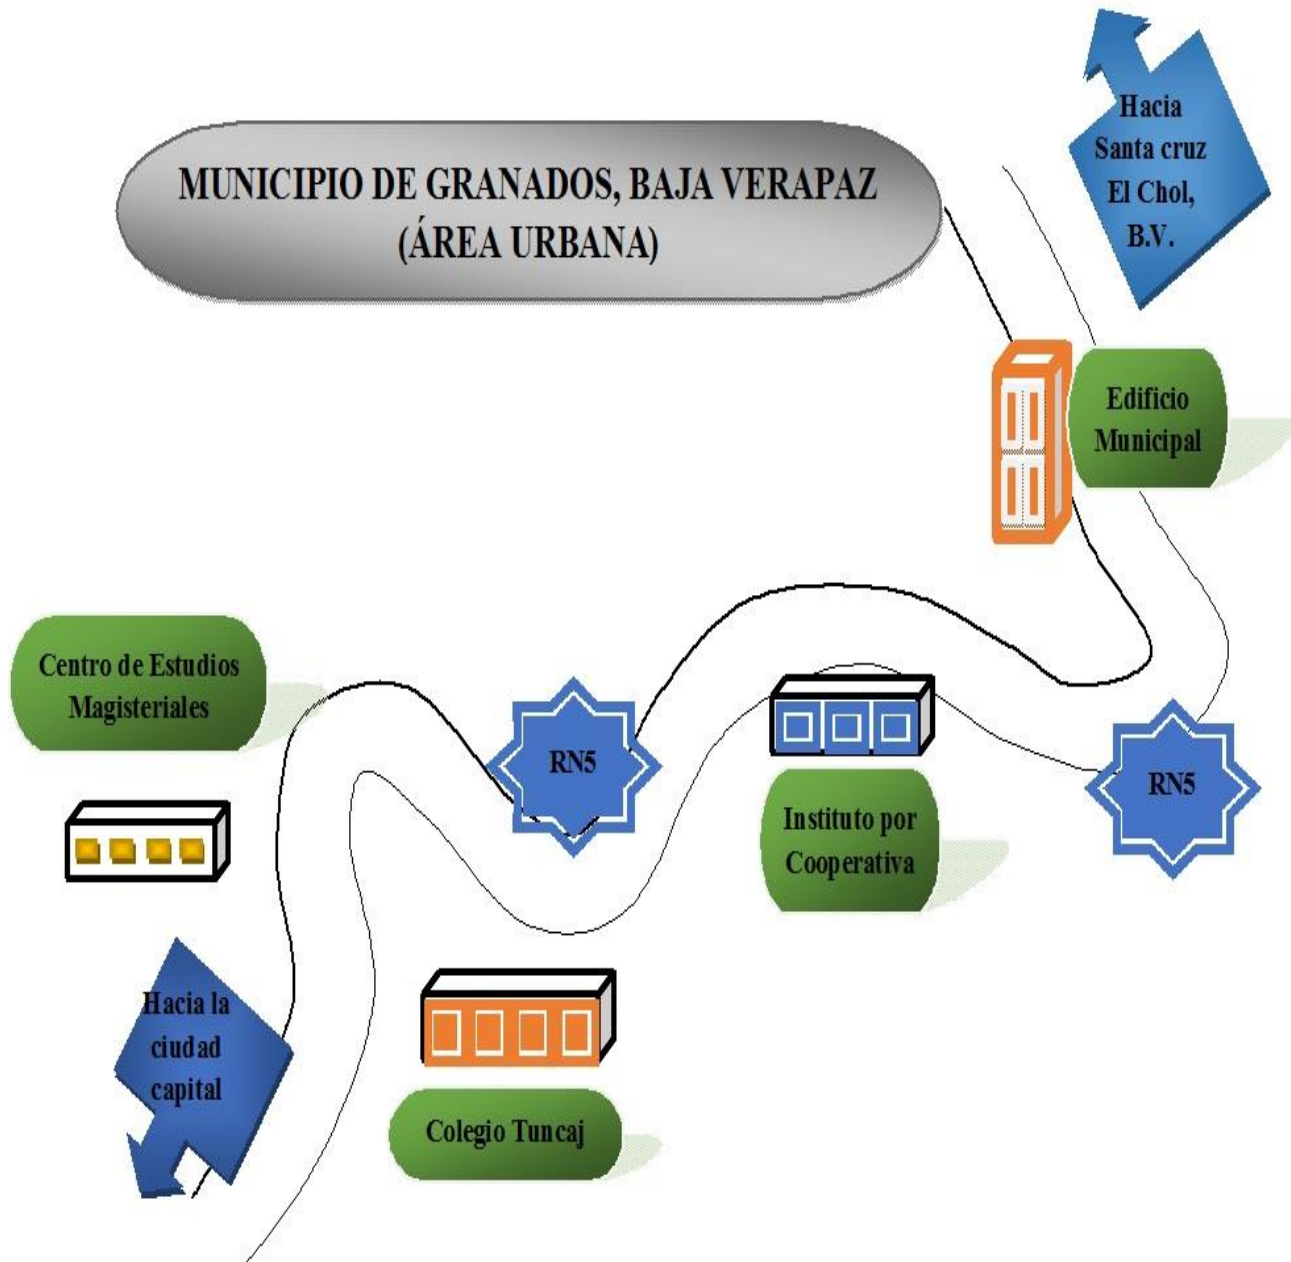 Hacia
Santa cruz
El Chol,
B.V.
MUNICIPIO DE GRANADOS, BAJA VERAPAZ
(ÁREA URBANA)
Edificio
Municipal
Centro de Estudios
Magisteriales
RN5
RN5
Instituto por
Cooperativa
Hacia la
ciudad
capital
Colegio Tuncaj